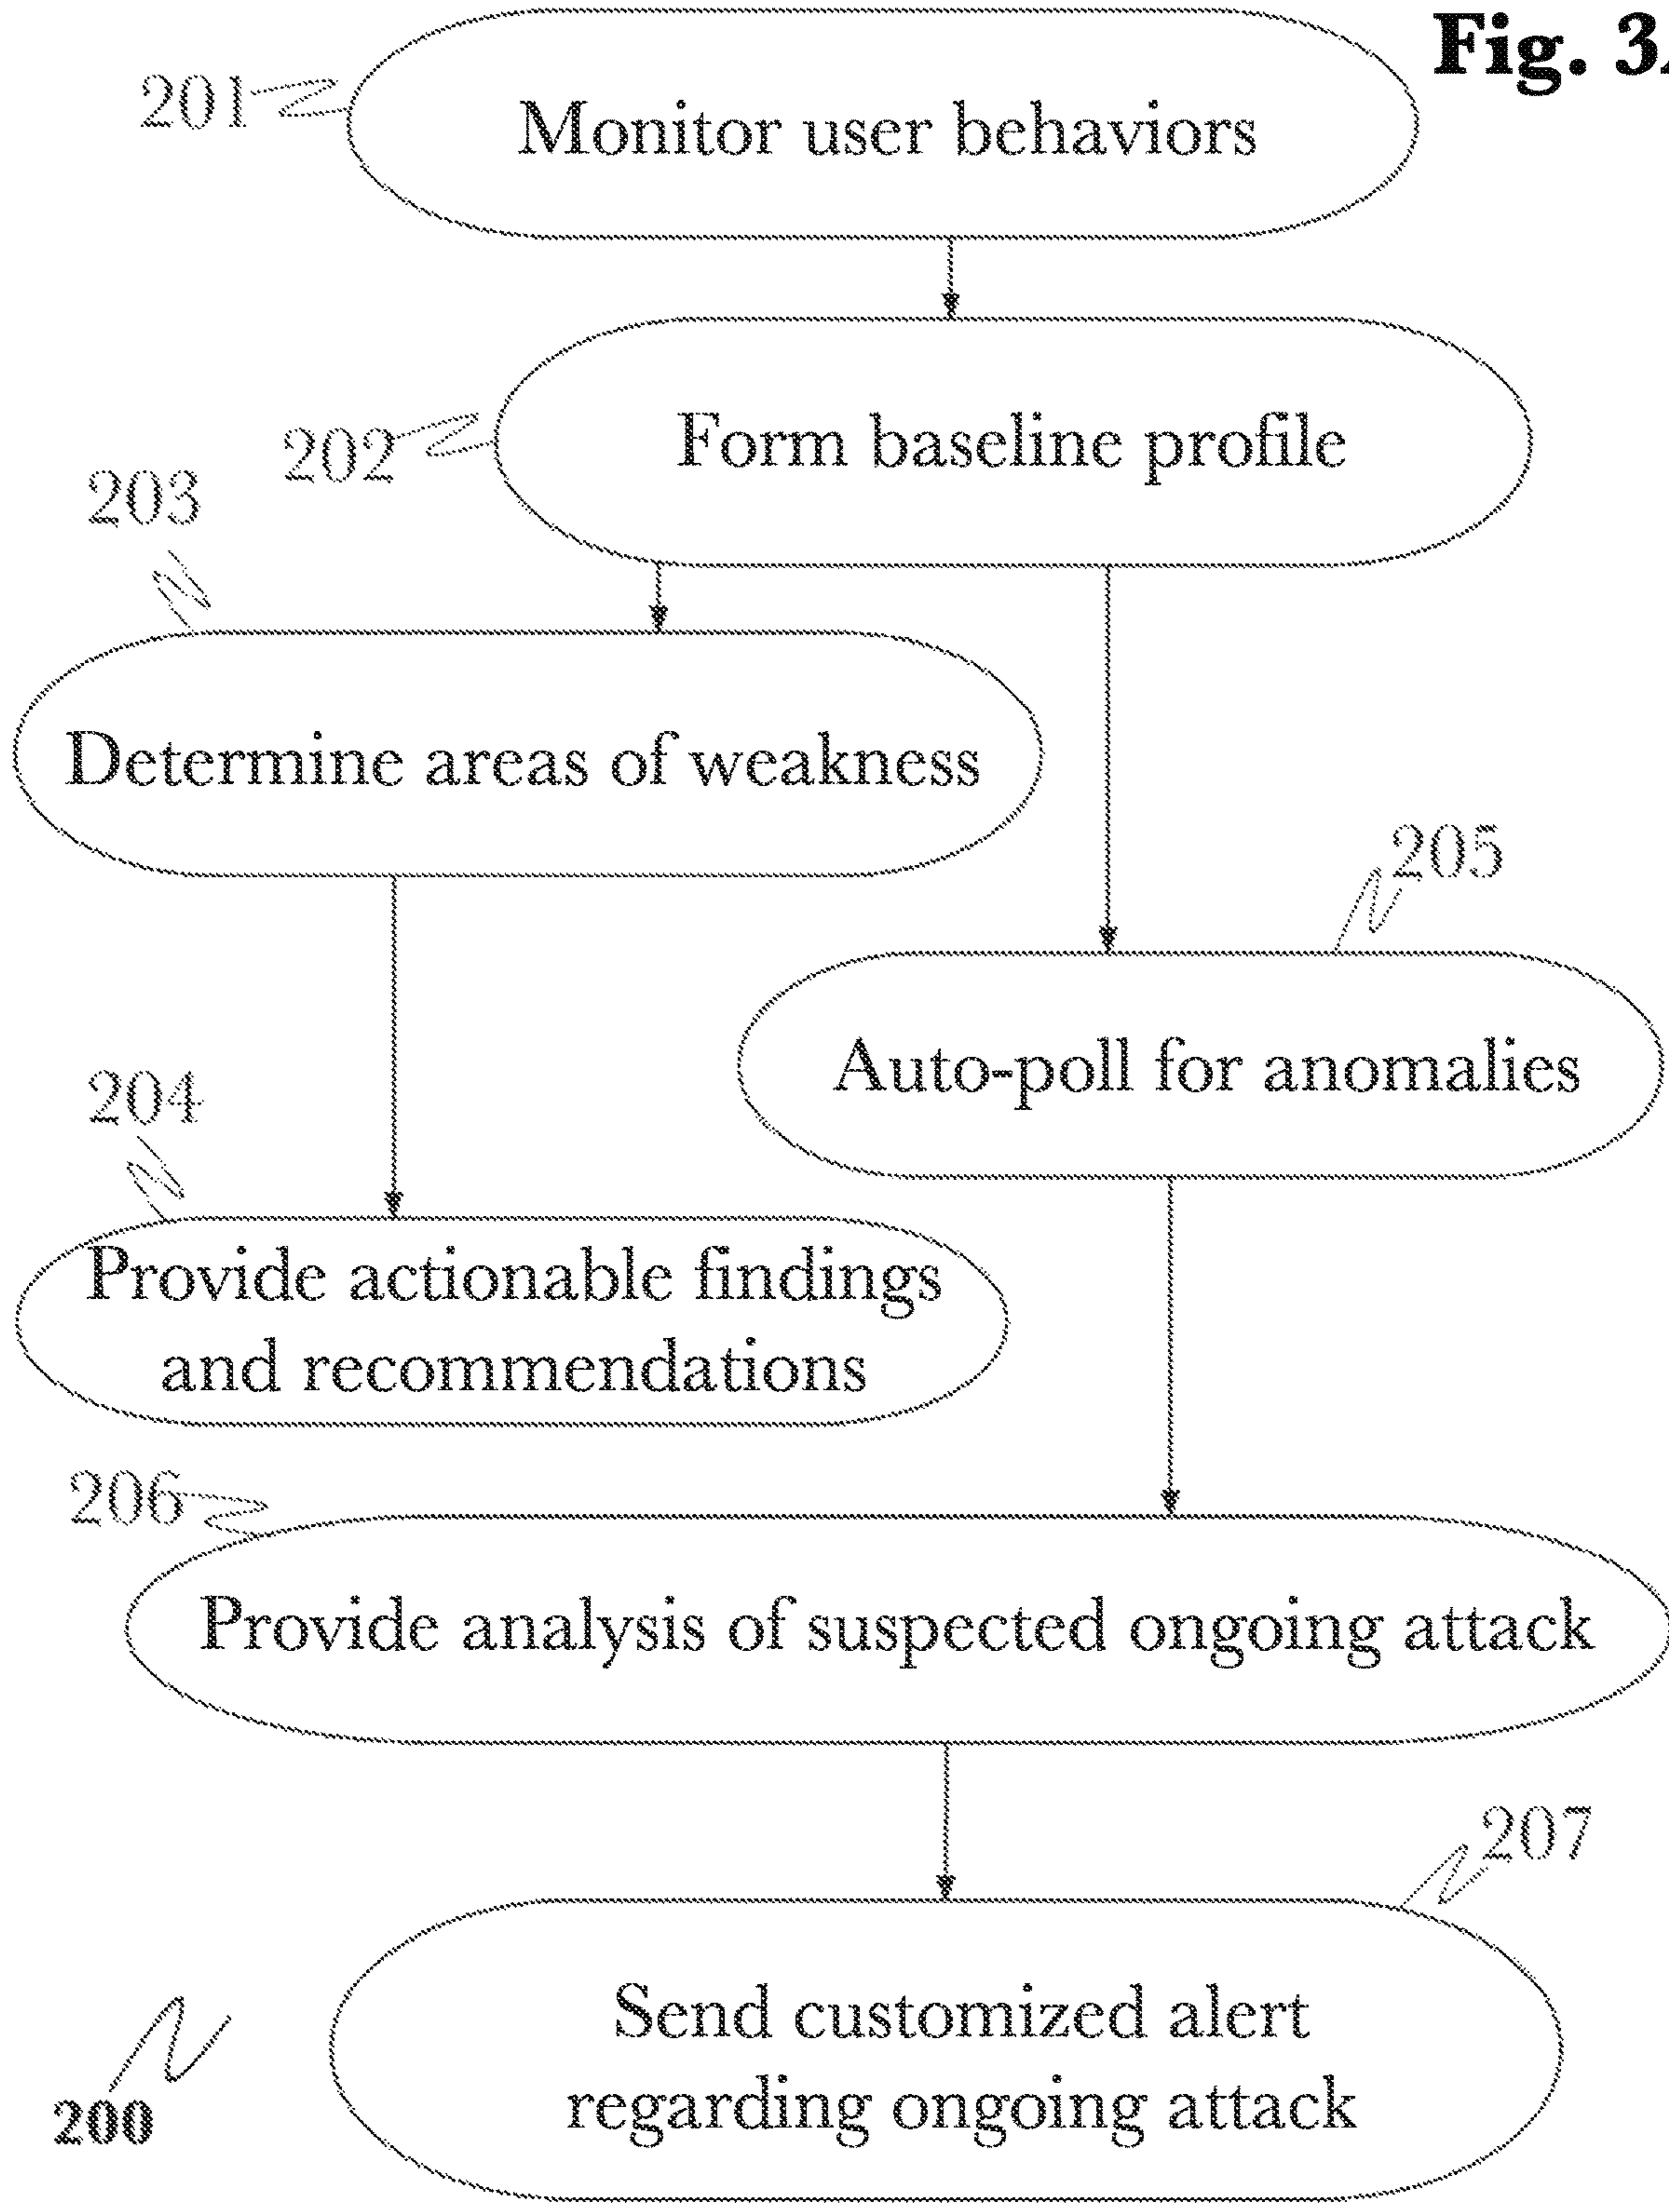 Fig. 3
201
Monitor user behaviors
202
Form baseline profile
203
Determine areas of weakness
205
Auto-poll for anomalies
204
Provide actionable findings
and recommendations
206
Provide analysis of suspected ongoing attack
207
Send customized alert
regarding ongoing attack
200